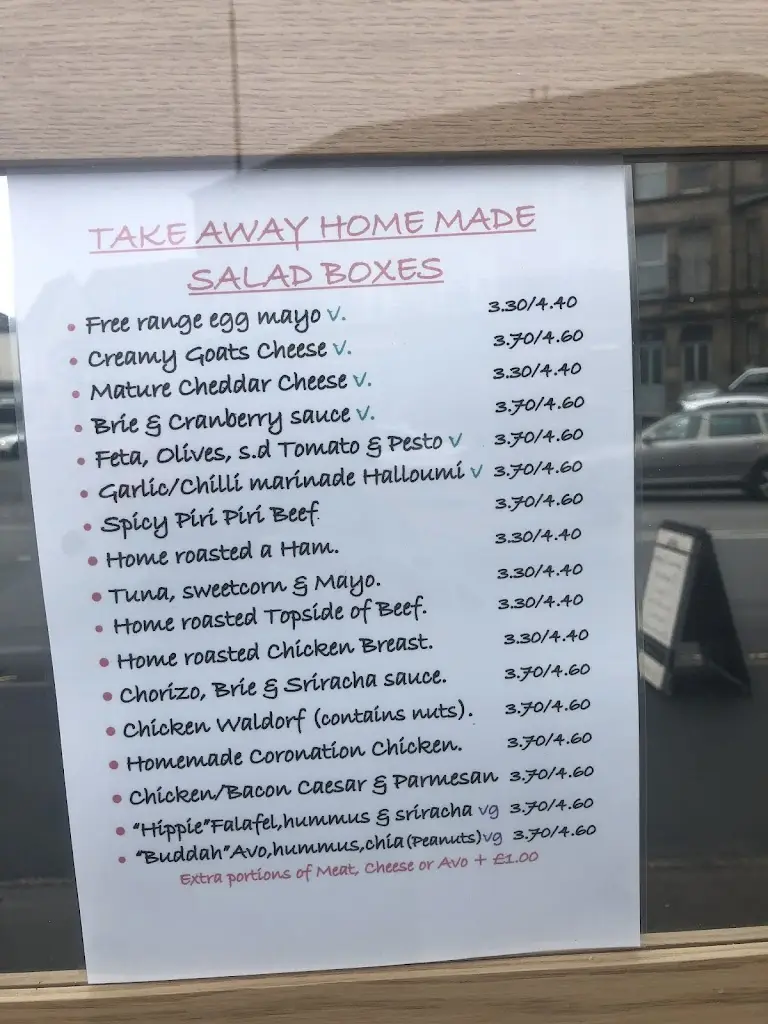 TAKE AWAY HOME MADE
SALAD BOXES
• Free range egg mayo V. 3.30/4.40
• Creamy Goats Cheese V. 3.70/4.60
• Mature Cheddar Cheese V. 3.30/4.40
• Brie & Cranberry sauce V. 3.70/4.60
• Feta, Olives, s.d Tomato & Pesto V 3.70/4.60
• Garlic/Chilli marinade Halloumi V 3.70/4.60
• Spicy Piri Piri Beef. 3.70/4.60
• Home roasted a Ham. 3.30/4.40
• Tuna, sweetcorn & Mayo. 3.30/4.40
• Home roasted Topside of Beef. 3.30/4.40
• Home roasted Chicken Breast. 3.30/4.40
• Chorizo, Brie & Sriracha sauce. 3.70/4.60
• Chicken Waldorf (contains nuts). 3.70/4.60
• Homemade Coronation Chicken. 3.70/4.60
• Chicken/Bacon Caesar & Parmesan 3.70/4.60
• "Hippie"Falafel,hummus & sriracha vg 3.70/4.60
• "Buddah"Avo,hummus,chia(Peanuts)vg 3.70/4.60
Extra portions of Meat, Cheese or Avo + £1.00